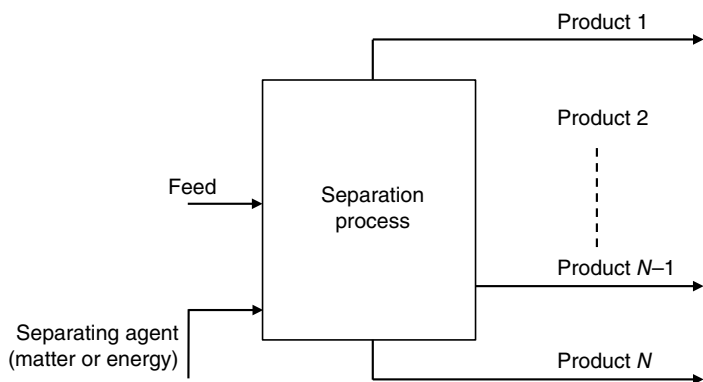 Product 1
Product 2
Feed
Separation
process
Product N–1
Separating agent
(matter or energy)
Product N